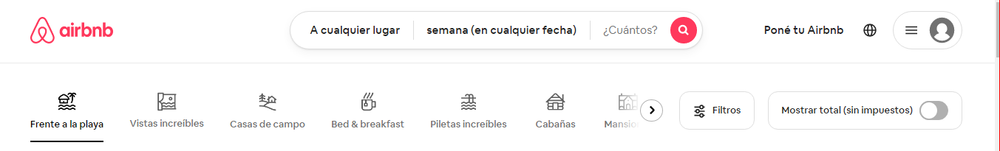 airbnb
A cualquier lugar
semana (en cualquier fecha)
¿Cuántos?
Poné tu Airbnb
Frente a la playa
Vistas increíbles
Casas de campo
Bed & breakfast
Piletas increíbles
Cabañas
Mansion
Filtros
Mostrar total (sin impuestos)